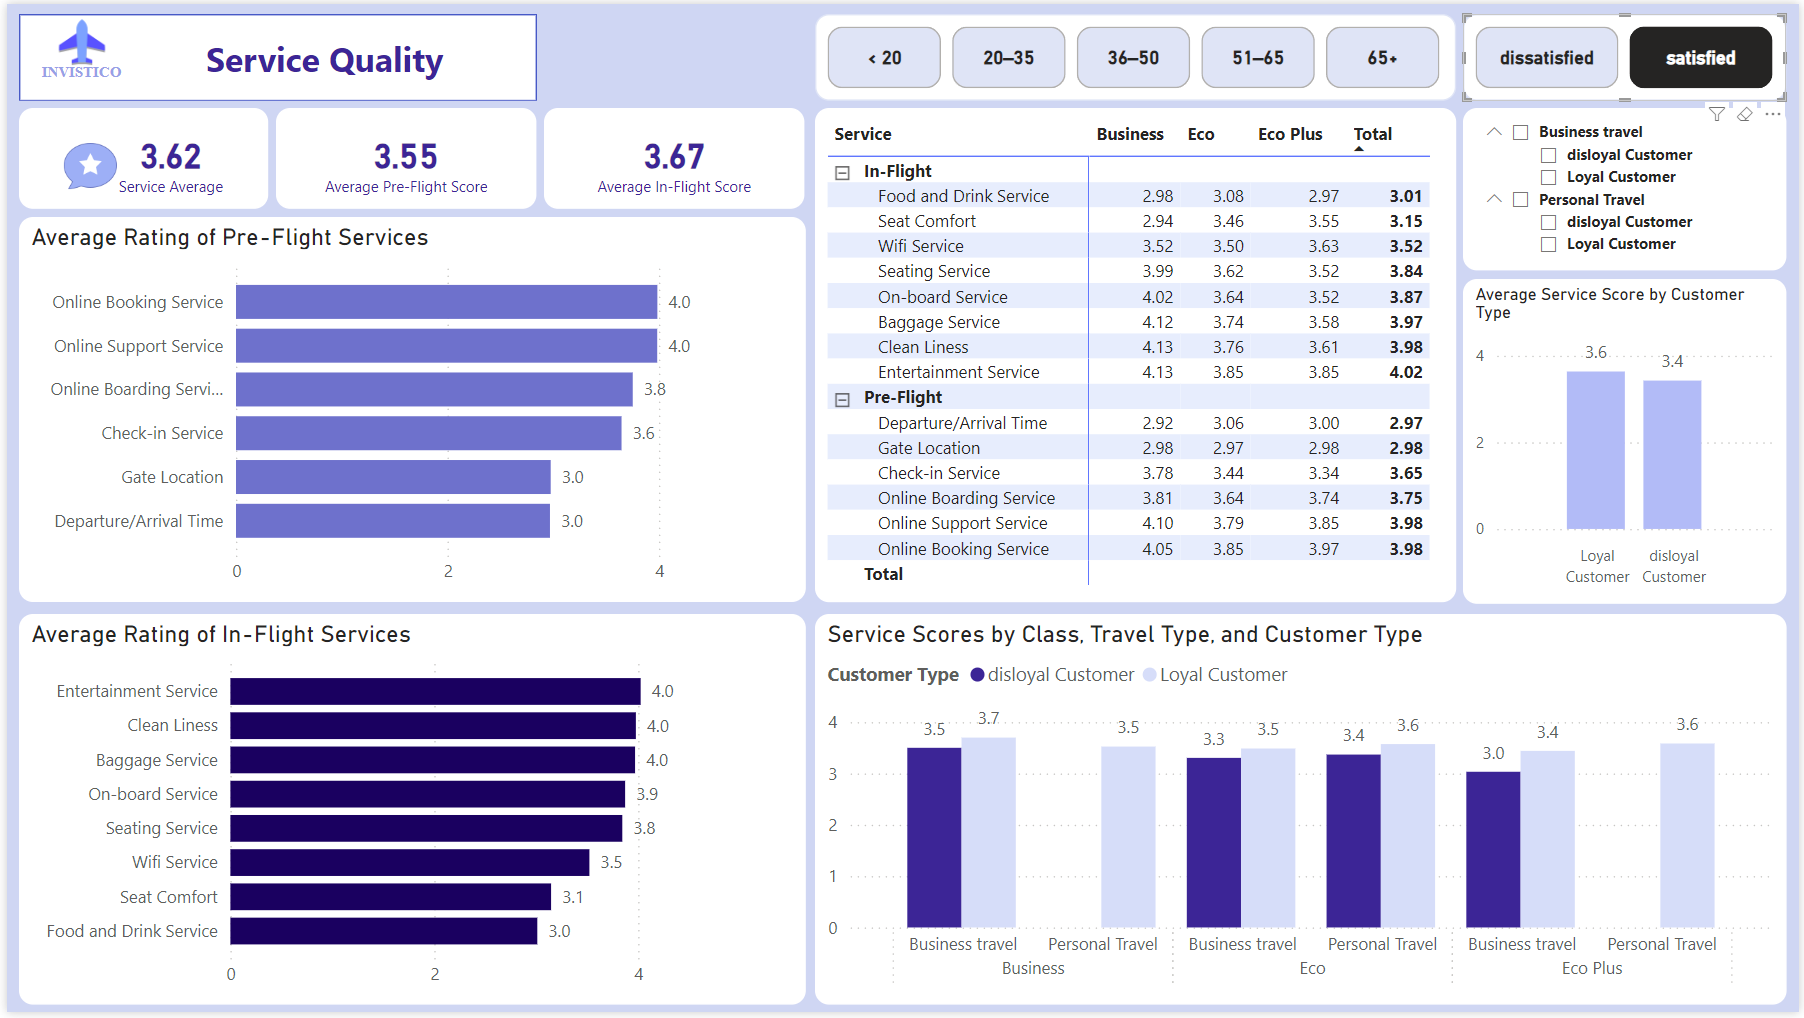 INVISTICO
Service Quality
< 20
20–35
36–50
51–65
65+
dissatisfied
satisfied
3.62
Service Average
3.55
Average Pre-Flight Score
3.67
Average In-Flight Score
Average Rating of Pre-Flight Services
Online Booking Service 4.0
Online Support Service 4.0
Online Boarding Servi... 3.8
Check-in Service 3.6
Gate Location 3.0
Departure/Arrival Time 3.0
0 2 4
Service Business Eco Eco Plus Total
In-Flight
Food and Drink Service 2.98 3.08 2.97 3.01
Seat Comfort 2.94 3.46 3.55 3.15
Wifi Service 3.52 3.50 3.63 3.52
Seating Service 3.99 3.62 3.52 3.84
On-board Service 4.02 3.64 3.52 3.87
Baggage Service 4.12 3.74 3.58 3.97
Clean Liness 4.13 3.76 3.61 3.98
Entertainment Service 4.13 3.85 3.85 4.02
Pre-Flight
Departure/Arrival Time 2.92 3.06 3.00 2.97
Gate Location 2.98 2.97 2.98 2.98
Check-in Service 3.78 3.44 3.34 3.65
Online Boarding Service 3.81 3.64 3.74 3.75
Online Support Service 4.10 3.79 3.85 3.98
Online Booking Service 4.05 3.85 3.97 3.98
Total
Business travel
disloyal Customer
Loyal Customer
Personal Travel
disloyal Customer
Loyal Customer
Average Service Score by Customer
Type
4
2
0
3.6
3.4
Loyal
Customer
disloyal
Customer
Average Rating of In-Flight Services
Entertainment Service 4.0
Clean Liness 4.0
Baggage Service 4.0
On-board Service 3.9
Seating Service 3.8
Wifi Service 3.5
Seat Comfort 3.1
Food and Drink Service 3.0
0 2 4
Service Scores by Class, Travel Type, and Customer Type
Customer Type disloyal Customer Loyal Customer
4
3
2
1
0
3.5 3.7 3.5 3.3 3.5 3.4 3.6 3.0 3.4 3.6
Business travel Personal Travel Business travel Personal Travel Business travel Personal Travel
Business Eco Eco Plus